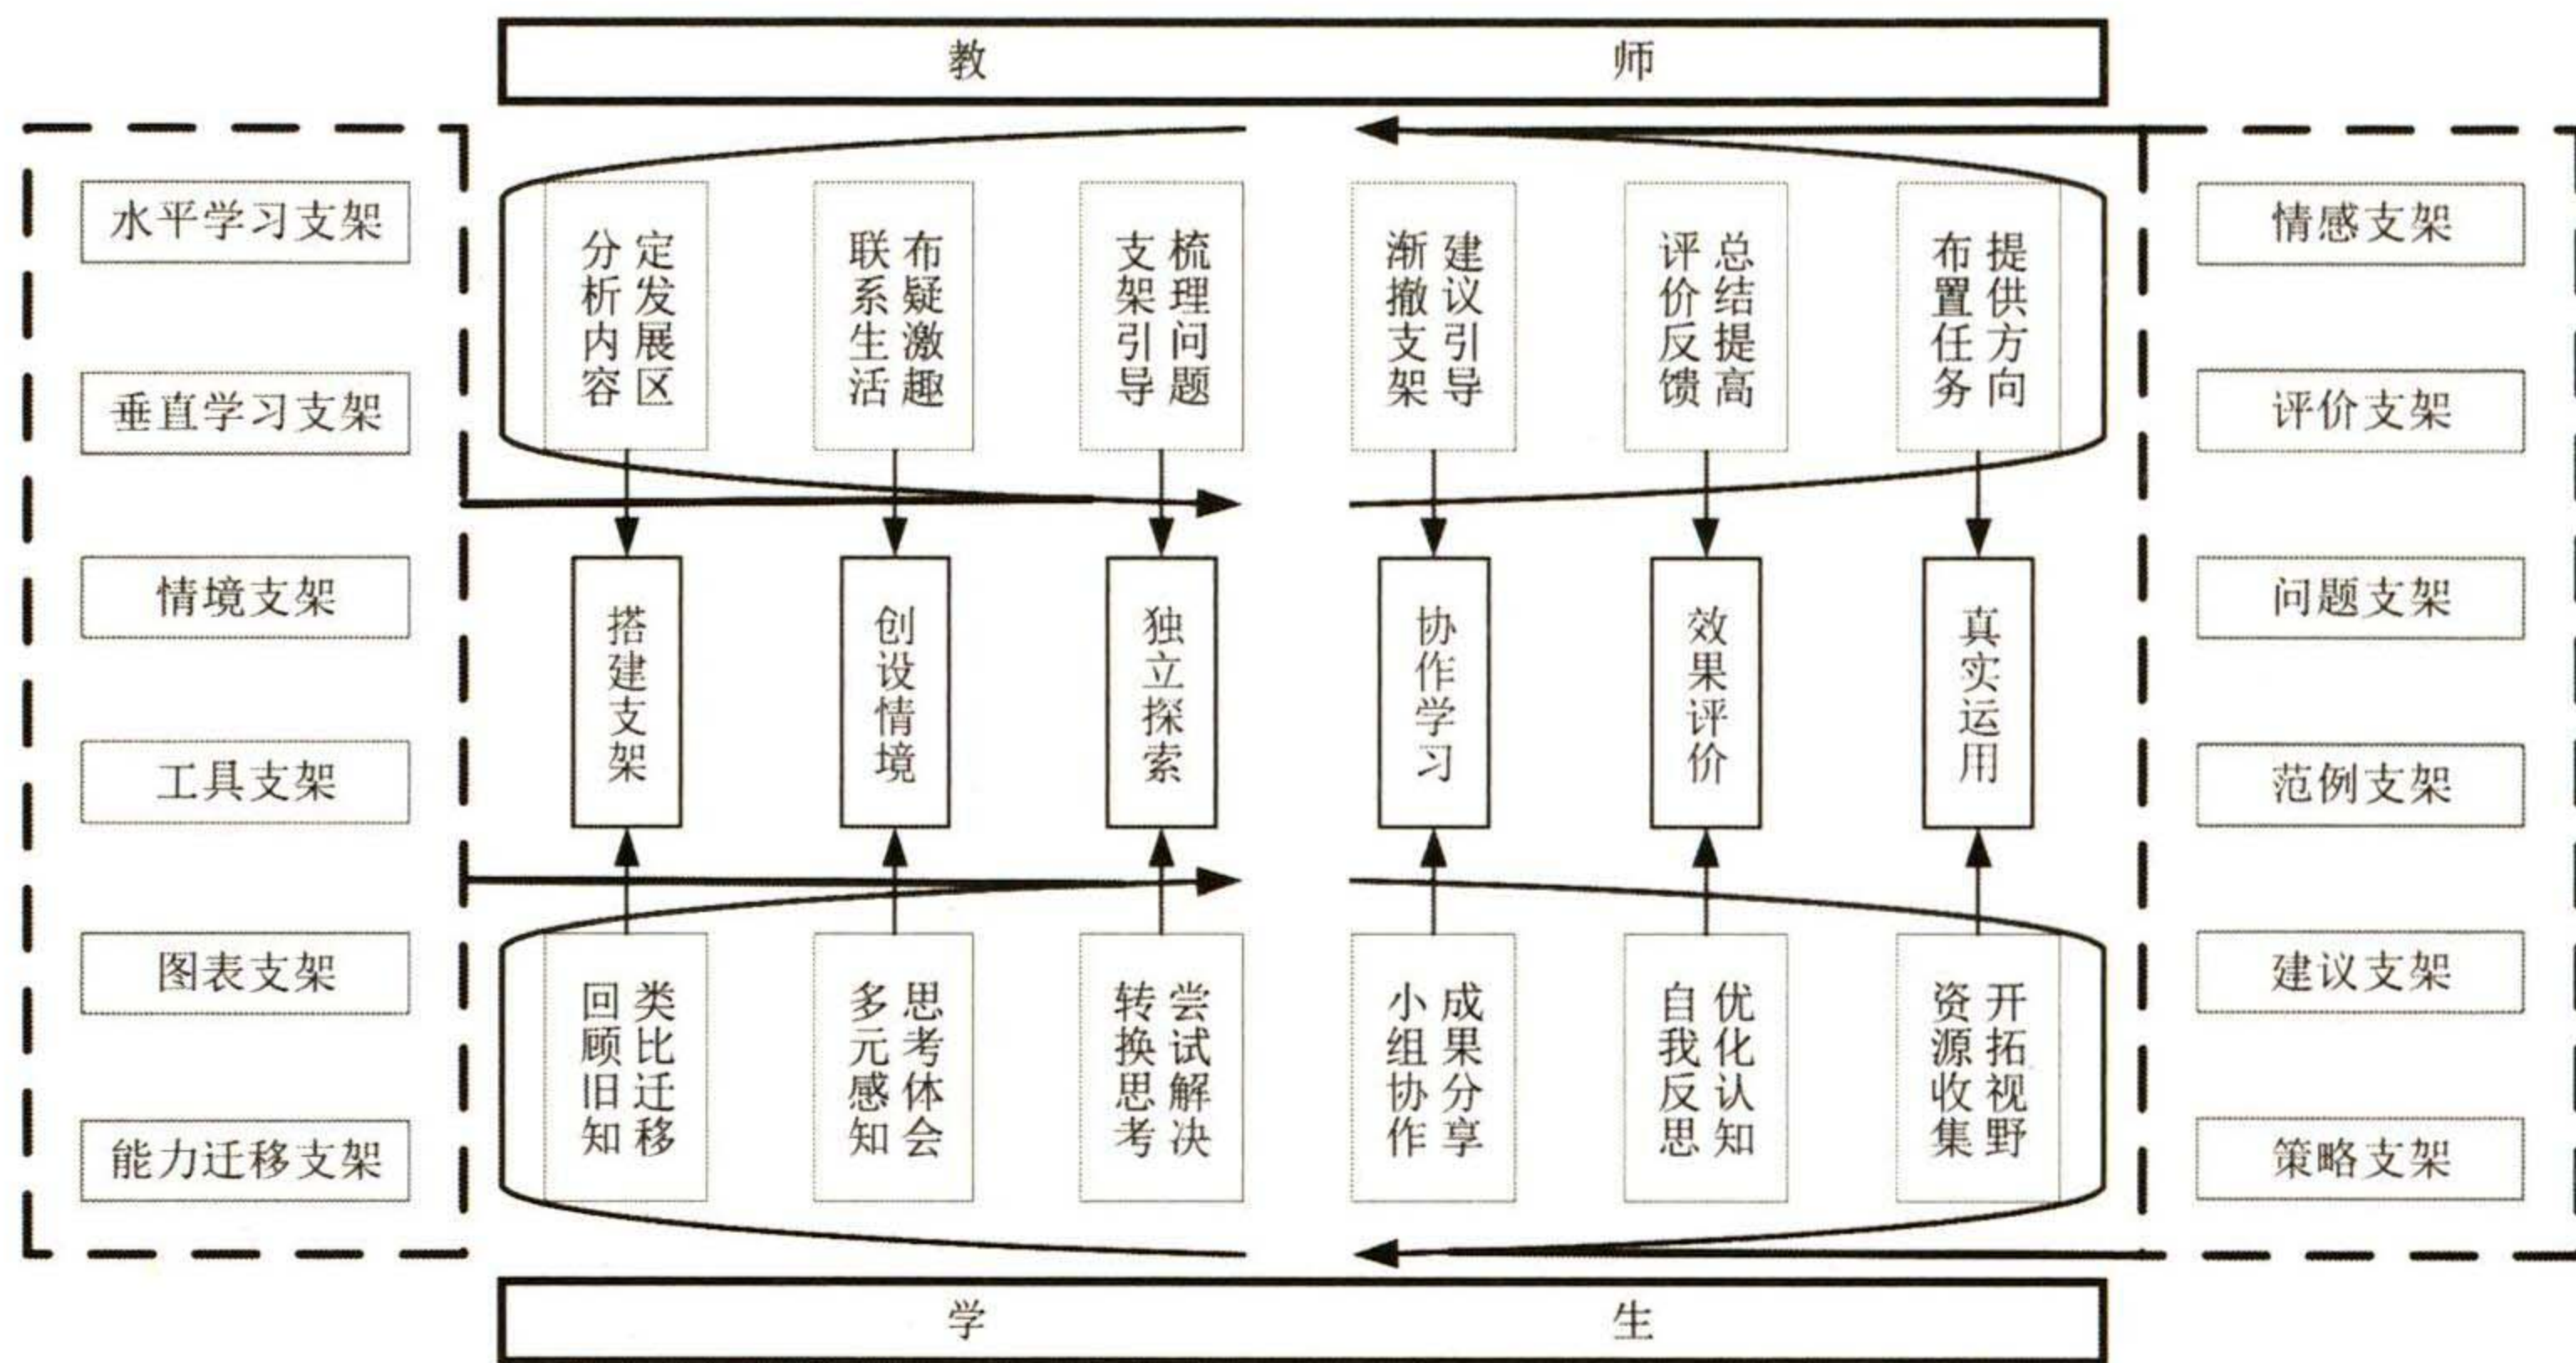 教师
水平学习支架
垂直学习支架
情境支架
工具支架
图表支架
能力迁移支架
分析内容
定发展区
联系生活
布疑激趣
支架引导
梳理问题
渐撤支架
建议引导
评价反馈
总结提高
布置任务
提供方向
搭建支架
创设情境
独立探索
协作学习
效果评价
真实运用
回顾旧知
类比迁移
多元感知
思考体会
转换思考
尝试解决
小组协作
成果分享
自我反思
优化认知
资源收集
开拓视野
情感支架
评价支架
问题支架
范例支架
建议支架
策略支架
学生